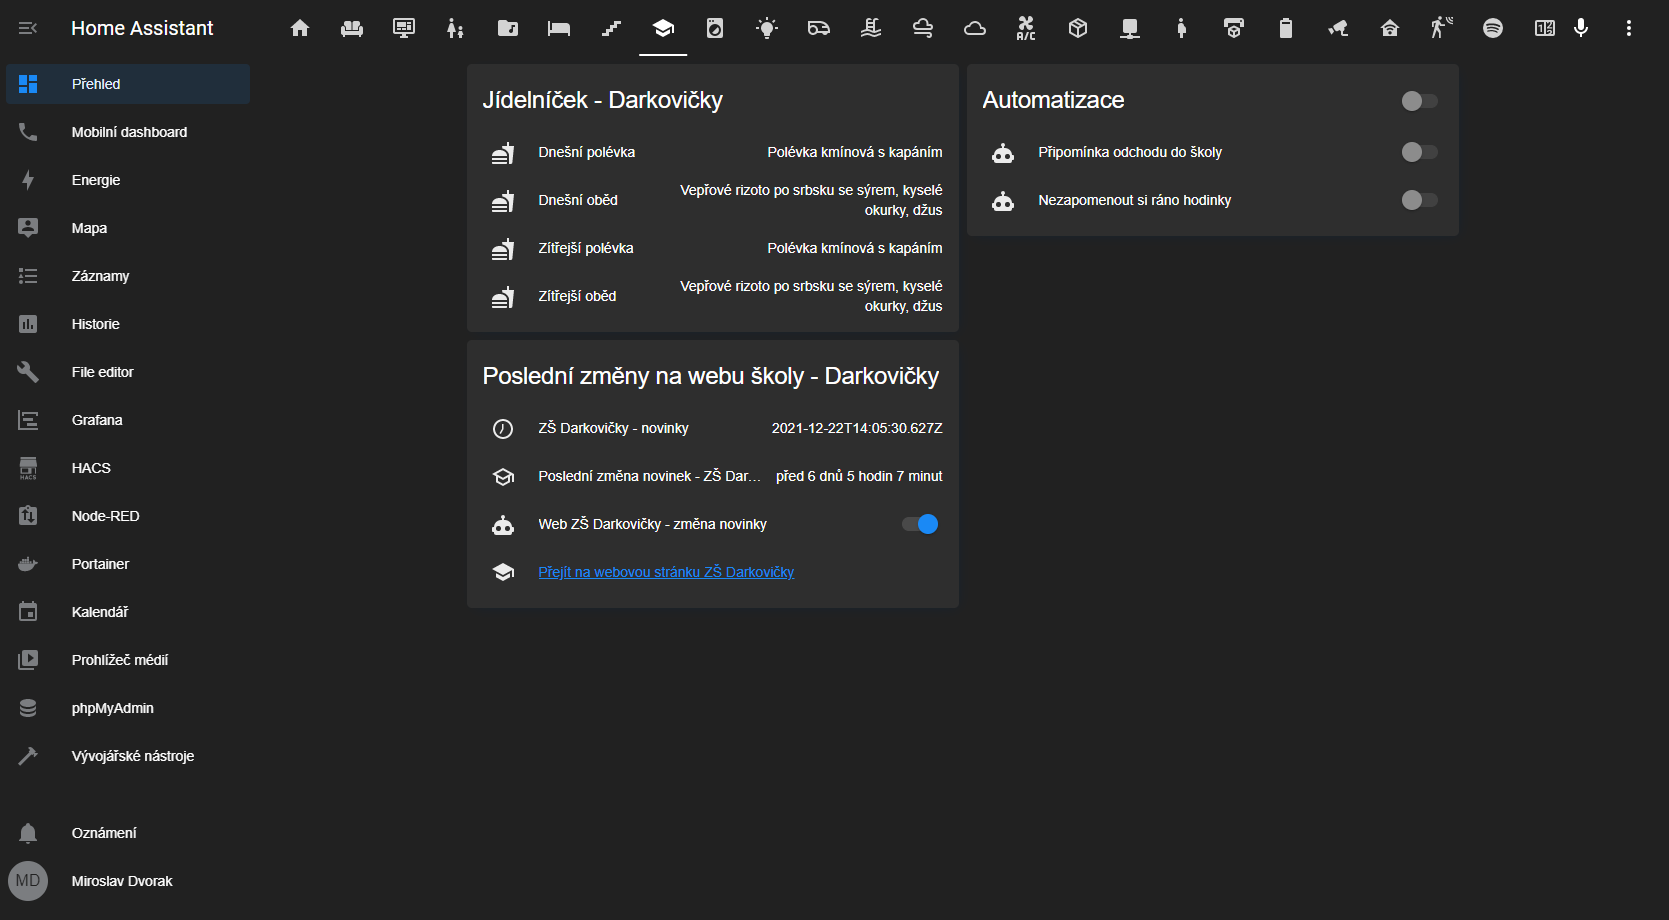 Home Assistant
A/C
Přehled
Mobilní dashboard
Energie
Mapa
Záznamy
Historie
File editor
Grafana
HACS
HACS
Node-RED
Portainer
Kalendář
Prohlížeč médií
phpMyAdmin
Vývojářské nástroje
Oznámení
MD
Miroslav Dvorak
Jídelníček - Darkovičky
Dnešní polévka
Polévka kmínová s kapáním
Dnešní oběd
Vepřové rizoto po srbsku se sýrem, kyselé
okurky, džus
Zítřejší polévka
Polévka kmínová s kapáním
Zítřejší oběd
Vepřové rizoto po srbsku se sýrem, kyselé
okurky, džus
Poslední změny na webu školy - Darkovičky
ZŠ Darkovičky - novinky
2021-12-22T14:05:30.627Z
Poslední změna novinek - ZŠ Dar...
před 6 dnů 5 hodin 7 minut
Web ZŠ Darkovičky - změna novinky
Přejít na webovou stránku ZŠ Darkovičky
Automatizace
Připomínka odchodu do školy
Nezapomenout si ráno hodinky